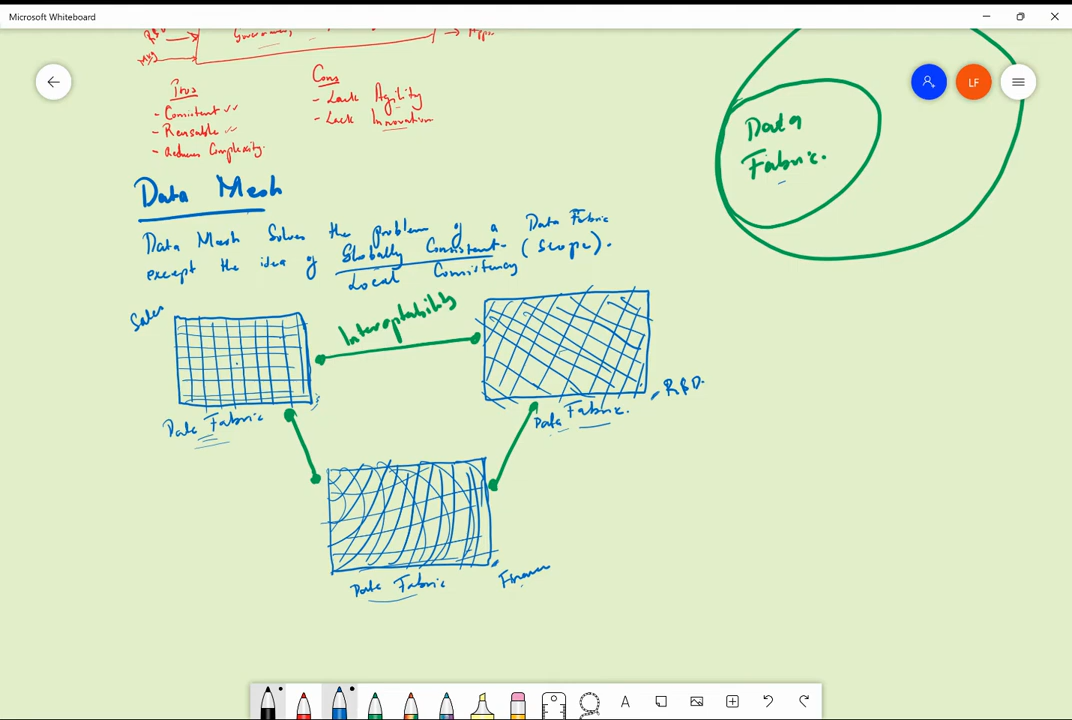 Microsoft Whiteboard
LF
Pros
- Consistent
- Reusable
- Reduces Complexity.
Cons
- Lack Agility
- Lack Innovation
Data
Fabric.
Data Mesh
Data Mesh Solves the problem of a Data Fabric
except the idea of Globally Consistent (Scope).
Local Consistency
Sales
Interoptability
Data Fabric
R&D.
Data Fabric.
Data Fabric
Finance
A